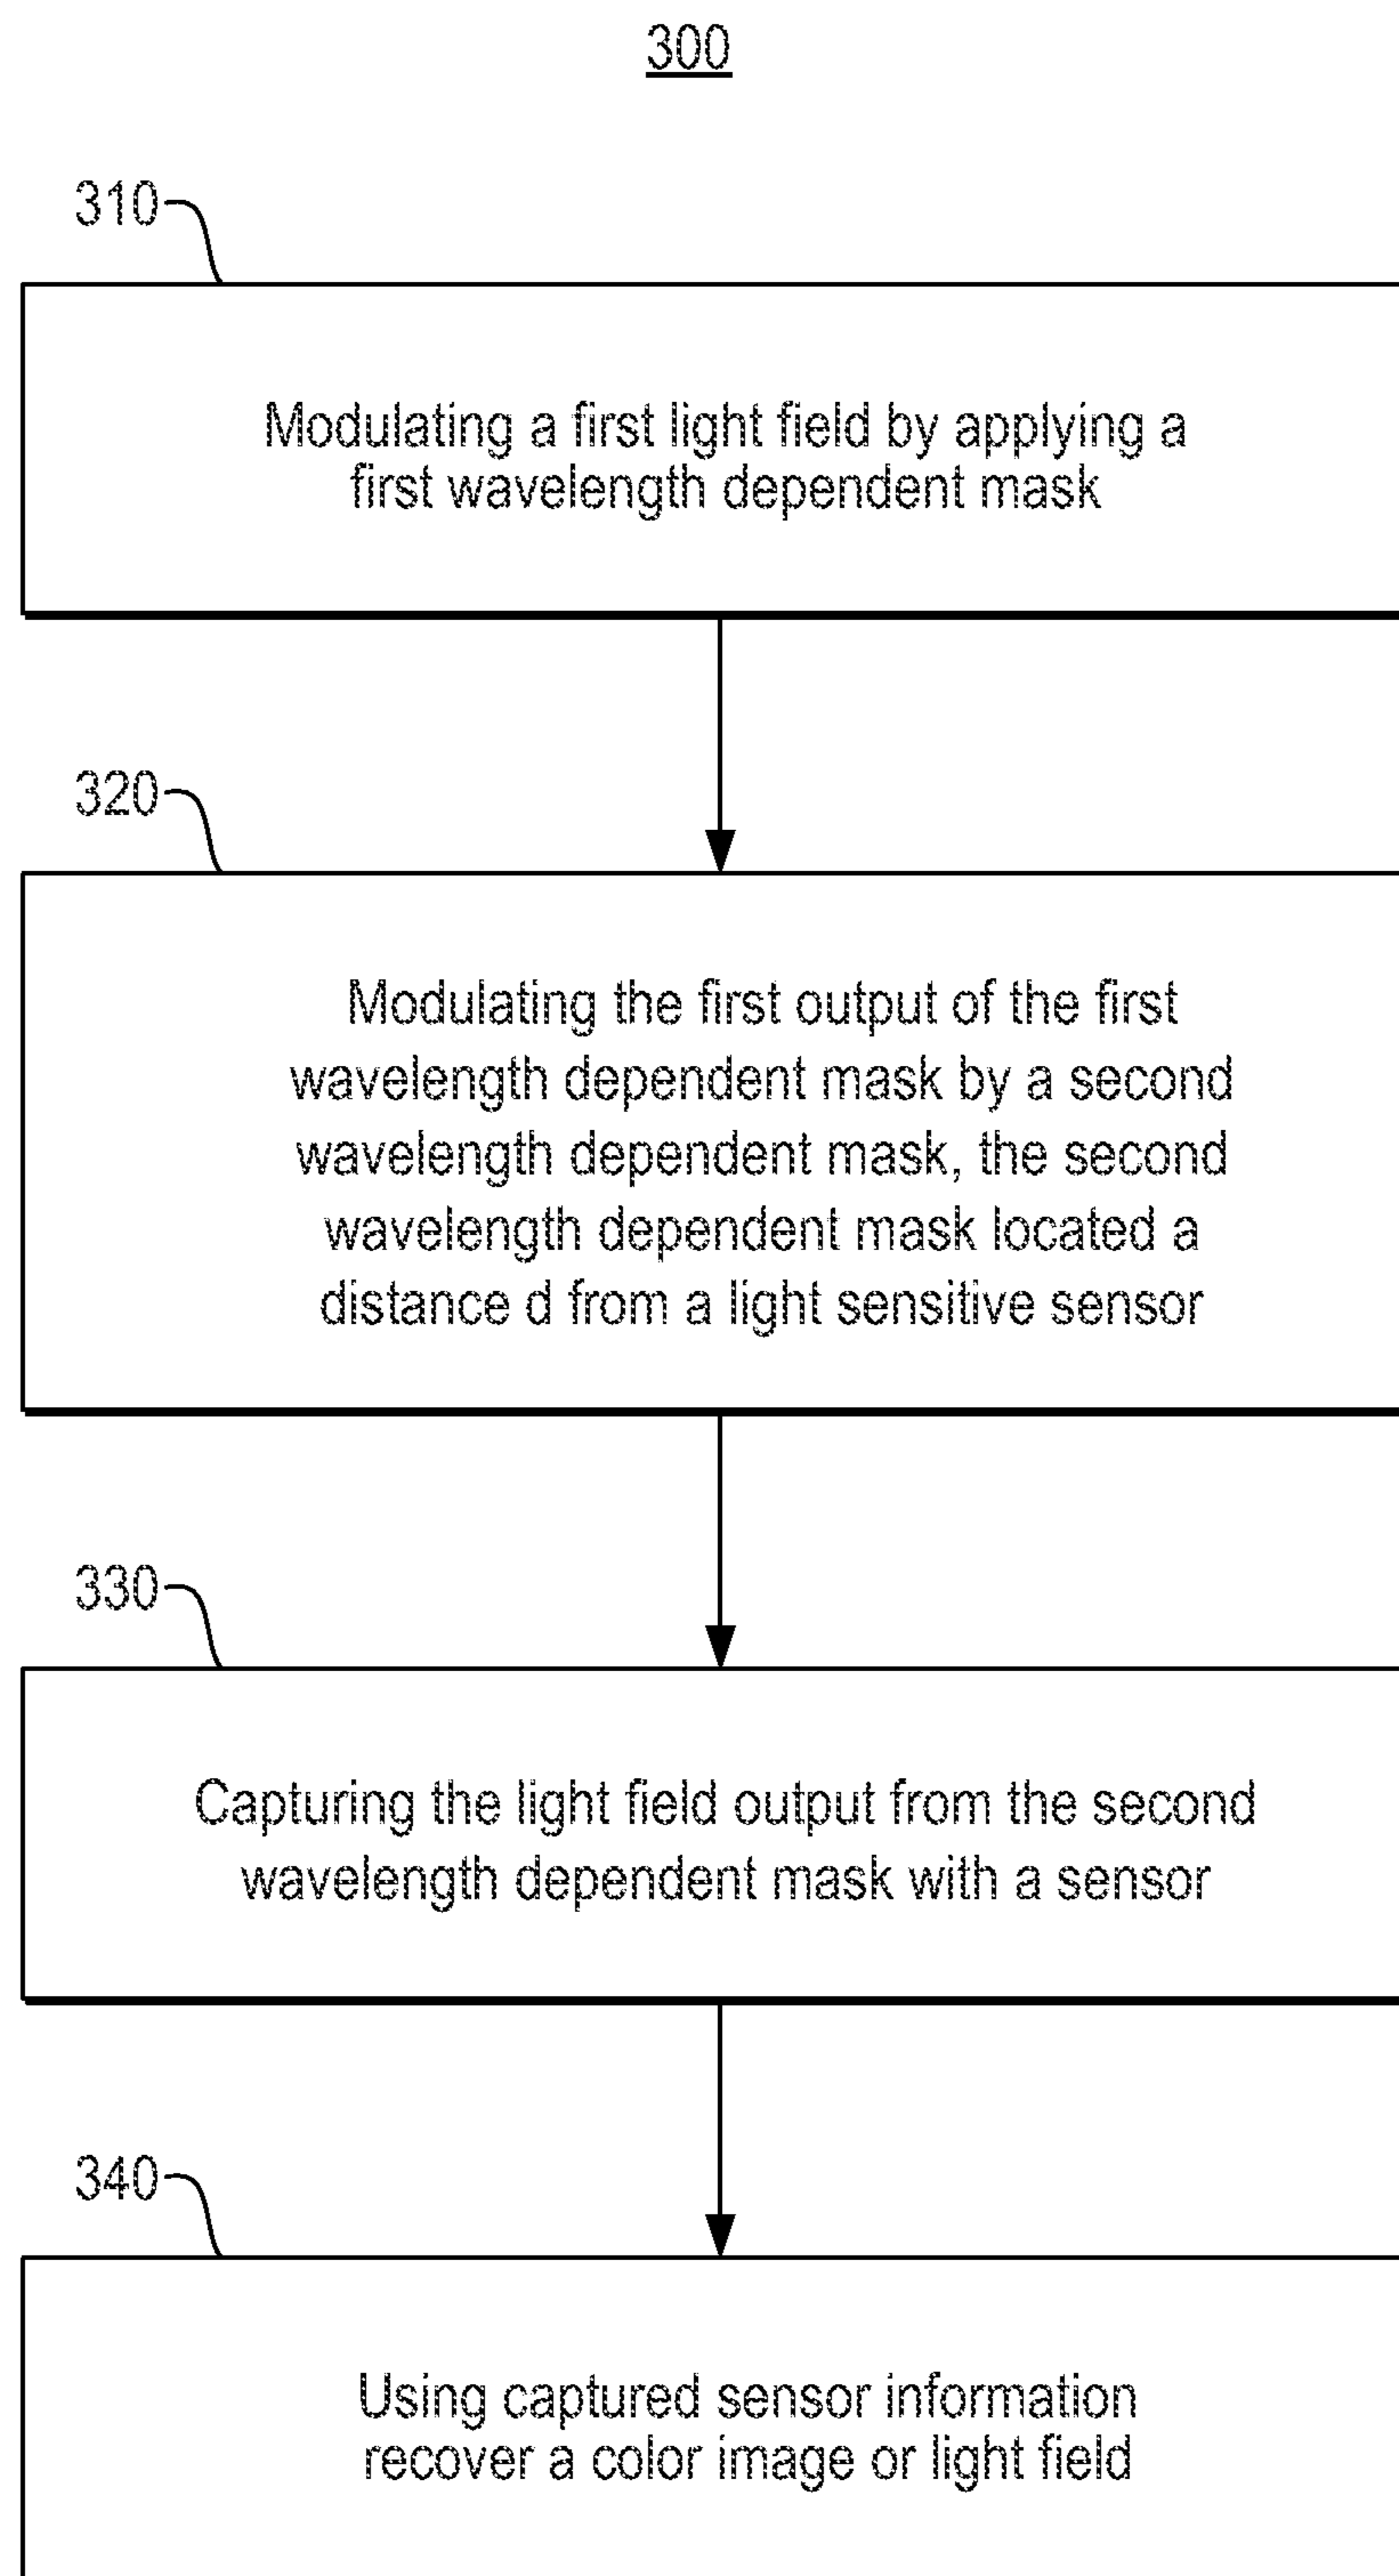 300
310
Modulating a first light field by applying a
first wavelength dependent mask
320
Modulating the first output of the first
wavelength dependent mask by a second
wavelength dependent mask, the second
wavelength dependent mask located a
distance d from a light sensitive sensor
330
Capturing the light field output from the second
wavelength dependent mask with a sensor
340
Using captured sensor information
recover a color image or light field